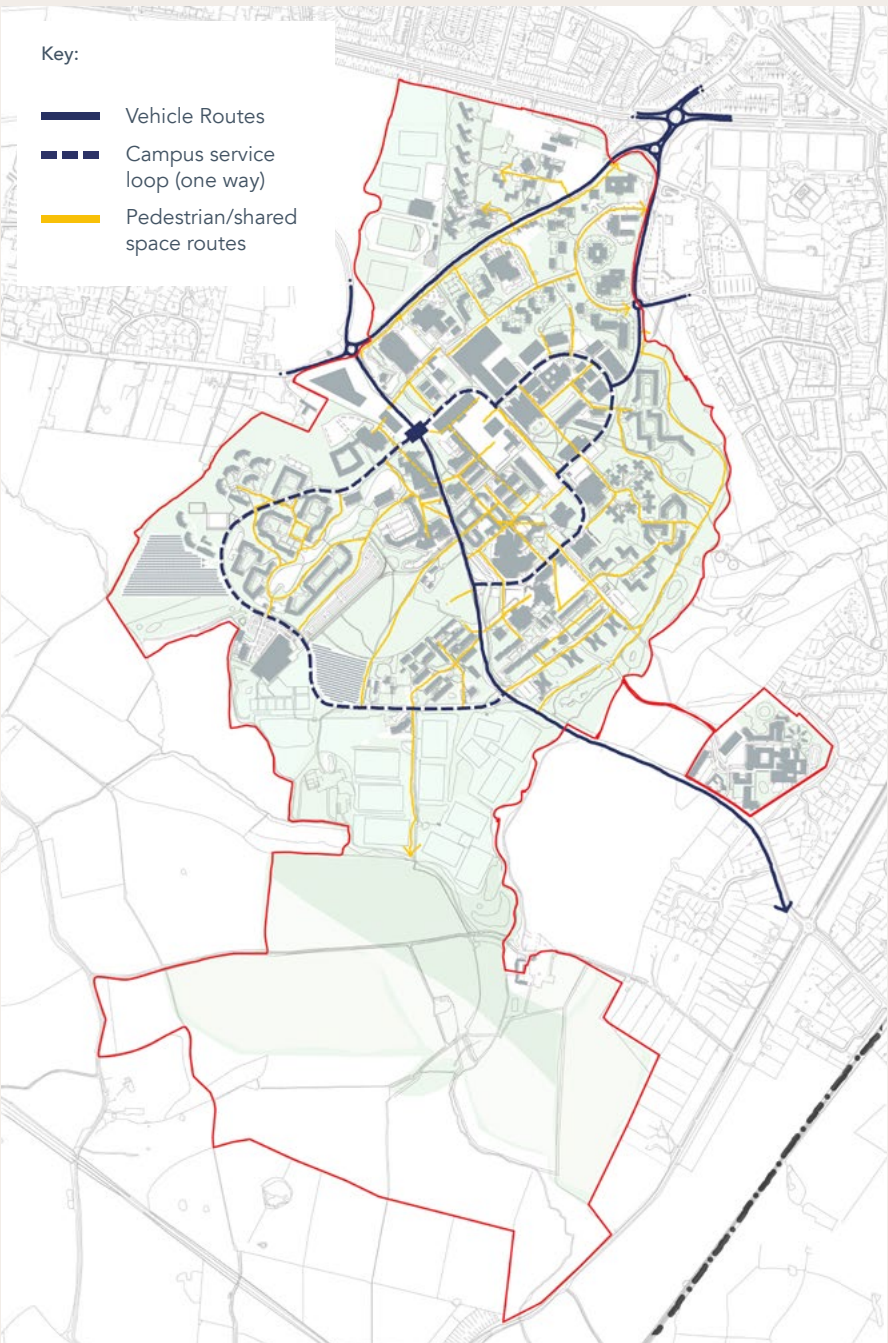 Key:
Vehicle Routes
Campus service
loop (one way)
Pedestrian/shared
space routes